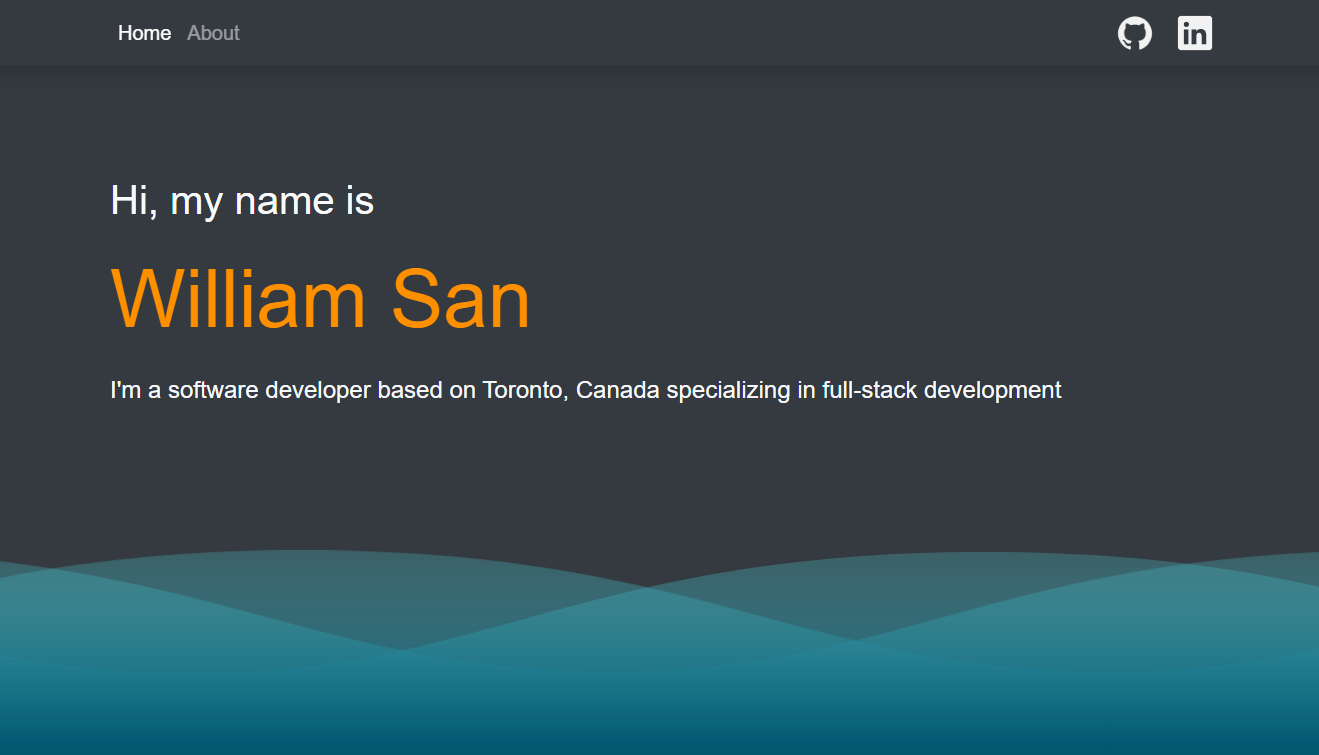 Home About
in
Hi, my name is
William San
I'm a software developer based on Toronto, Canada specializing in full-stack development